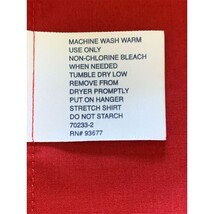 MACHINE WASH WARM
USE ONLY
NON-CHLORINE BLEACH
WHEN NEEDED
TUMBLE DRY LOW
REMOVE FROM
DRYER PROMPTLY
PUT ON HANGER
STRETCH SHIRT
DO NOT STARCH
70233-2
RN# 93677